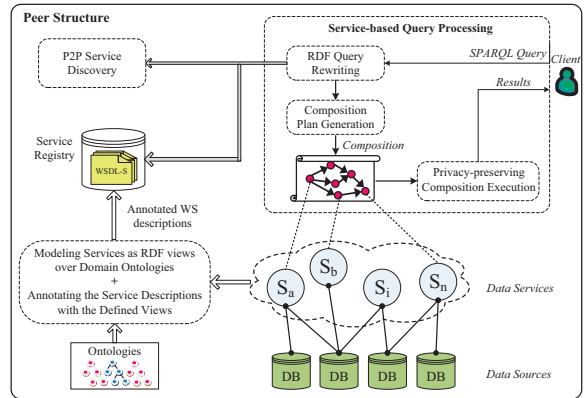 Peer Structure
Service-based Query Processing
P2P Service
Discovery
RDF Query
Rewriting
SPARQL Query
Client
Results
Composition
Plan Generation
Composition
Service
Registry
WSDL-S
Privacy-preserving
Composition Execution
Annotated WS
descriptions
Modeling Services as RDF views
over Domain Ontologies
+
Annotating the Service Descriptions
with the Defined Views
Sa
Sb
Si
Sn
Data Services
Ontologies
DB
DB
DB
DB
Data Sources